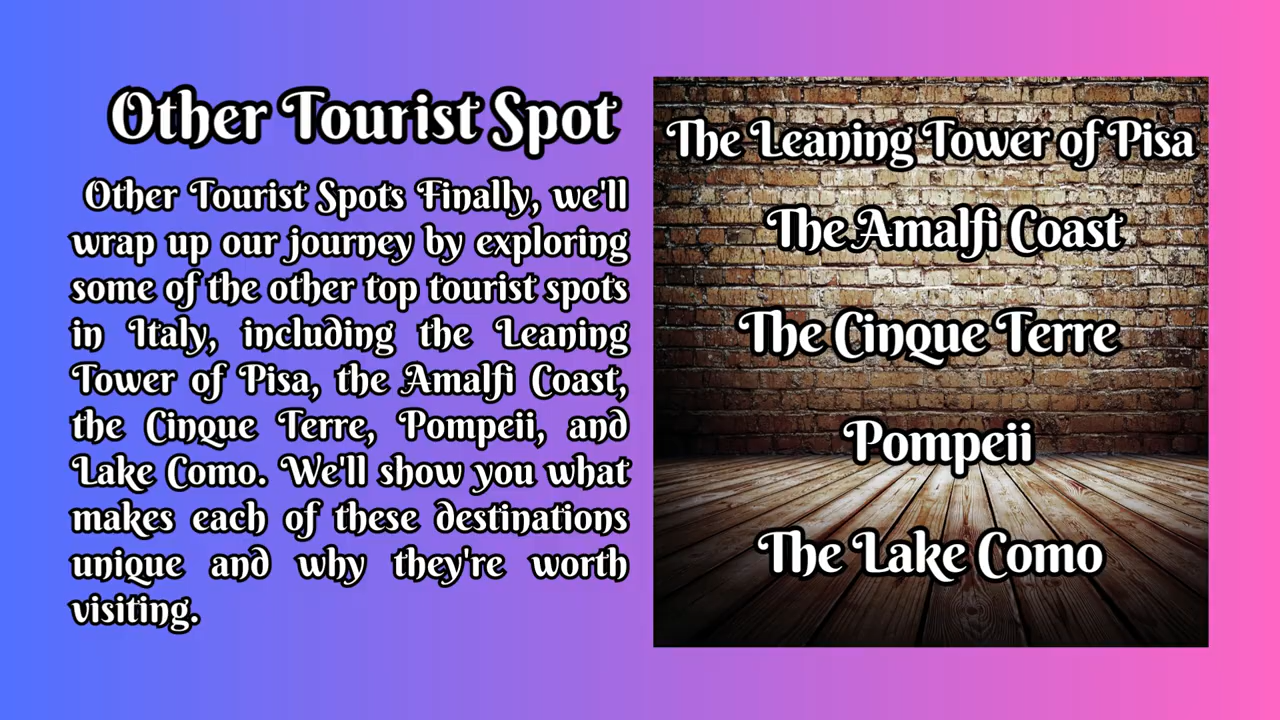 Other Tourist Spot
Other Tourist Spots Finally, we'll
wrap up our journey by exploring
some of the other top tourist spots
in Italy, including the Leaning
Tower of Pisa, the Amalfi Coast,
the Cinque Terre, Pompeii, and
Lake Como. We'll show you what
makes each of these destinations
unique and why they're worth
visiting.
The Leaning Tower of Pisa
The Amalfi Coast
The Cinque Terre
Pompeii
The Lake Como